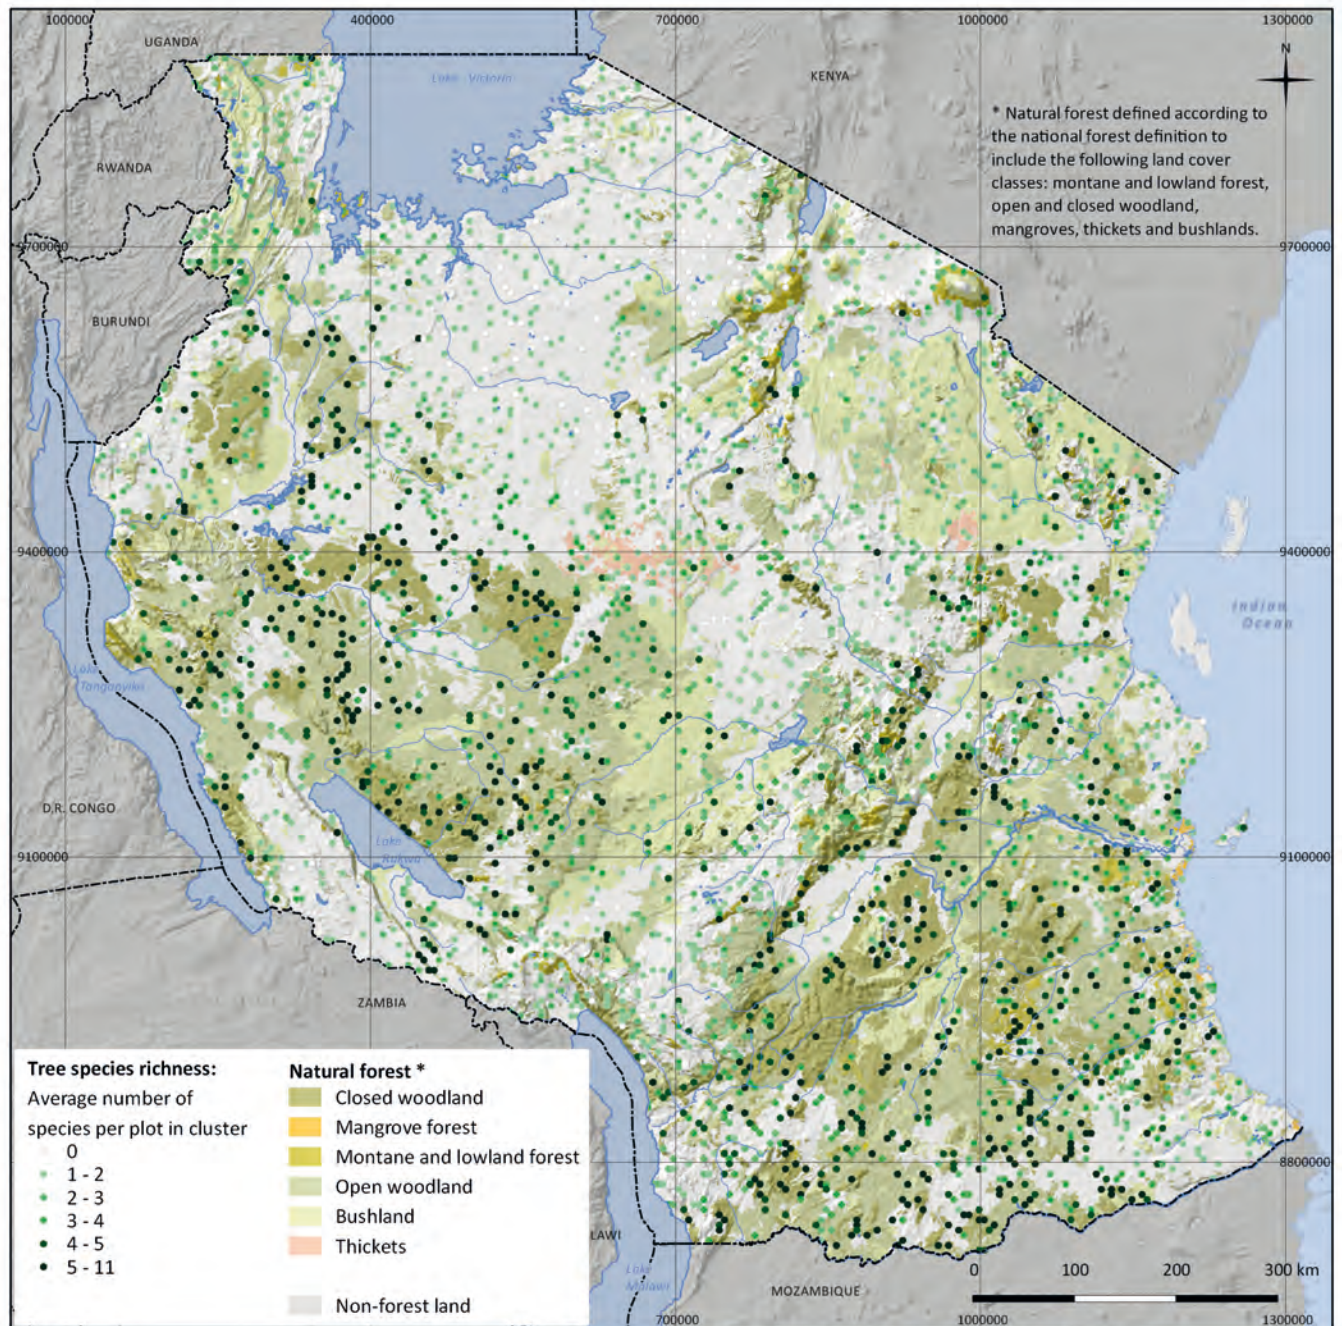 1000000
400000
700000
1000000
1300000
UGANDA
Lake Victoria
KENYA
N
* Natural forest defined according to
the national forest definition to
include the following land cover
classes: montane and lowland forest,
open and closed woodland,
mangroves, thickets and bushlands.
RWANDA
9700000
9700000
BURUNDI
9400000
9400000
Indian
Ocean
Lake
Tanganyika
D.R. CONGO
Lake
Rukwa
9100000
9100000
ZAMBIA
Tree species richness:
Average number of
species per plot in cluster
0
1 - 2
2 - 3
3 - 4
4 - 5
5 - 11
Natural forest *
Closed woodland
Mangrove forest
Montane and lowland forest
Open woodland
Bushland
Thickets
Non-forest land
8800000
LAWI
Lake
Malawi
MOZAMBIQUE
0 100 200 300 km
700000
1000000
1300000